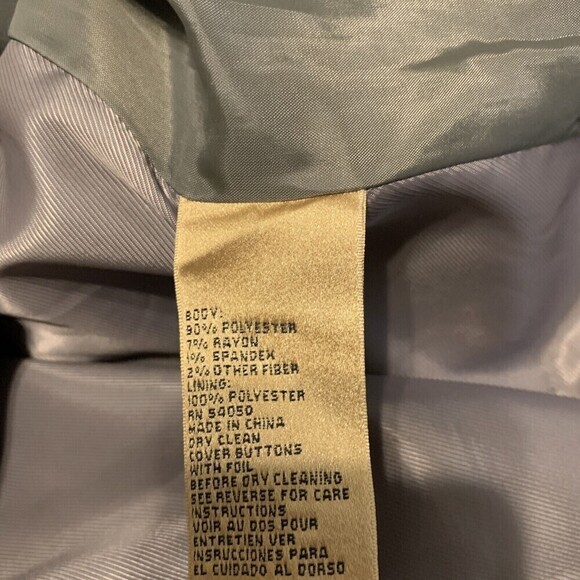 BODY:
90% POLYESTER
7% RAYON
1% SPANDEX
2% OTHER FIBER
LINING:
100% POLYESTER
RN 54050
MADE IN CHINA
DRY CLEAN
COVER BUTTONS
WITH FOIL
BEFORE DRY CLEANING
SEE REVERSE FOR CARE
INSTRUCTIONS
VOIR AU DOS POUR
ENTRETIEN VER
INSRUCCIONES PARA
EL CUIDADO AL DORSO